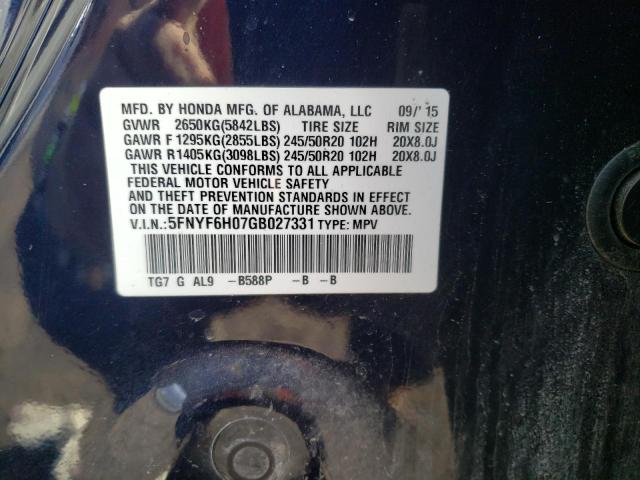 MFD. BY HONDA MFG. OF ALABAMA, LLC 09/'15
GVWR 2650KG(5842LBS) TIRE SIZE RIM SIZE
GAWR F 1295KG(2855LBS) 245/50R20 102H 20X8.0J
GAWR R1405KG(3098LBS) 245/50R20 102H 20X8.0J
THIS VEHICLE CONFORMS TO ALL APPLICABLE
FEDERAL MOTOR VEHICLE SAFETY
AND THEFT PREVENTION STANDARDS IN EFFECT
ON THE DATE OF MANUFACTURE SHOWN ABOVE.
V.I.N.: 5FNYF6H07GB027331 TYPE: MPV
TG7 G AL9 -B588P -B -B